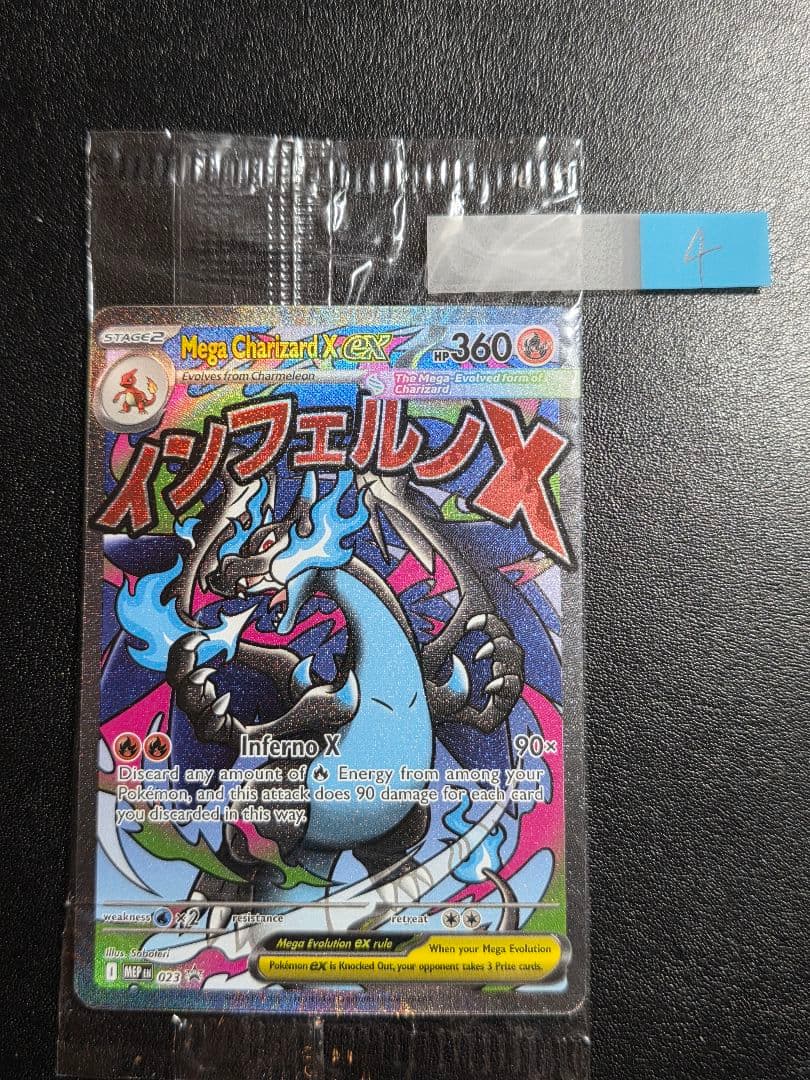 4
STAGE2 Mega Charizard X ex HP 360
Evolves from Charmeleon
The Mega-Evolved form of
Charizard.
インフェルノX
Inferno X 90×
Discard any amount of Energy from among your
Pokémon, and this attack does 90 damage for each card
you discarded in this way.
weakness ×2 resistance retreat
Illus. Saboteri
Mega Evolution ex rule
When your Mega Evolution
Pokémon ex is Knocked Out, your opponent takes 3 Prize cards.
I MEP EN 023